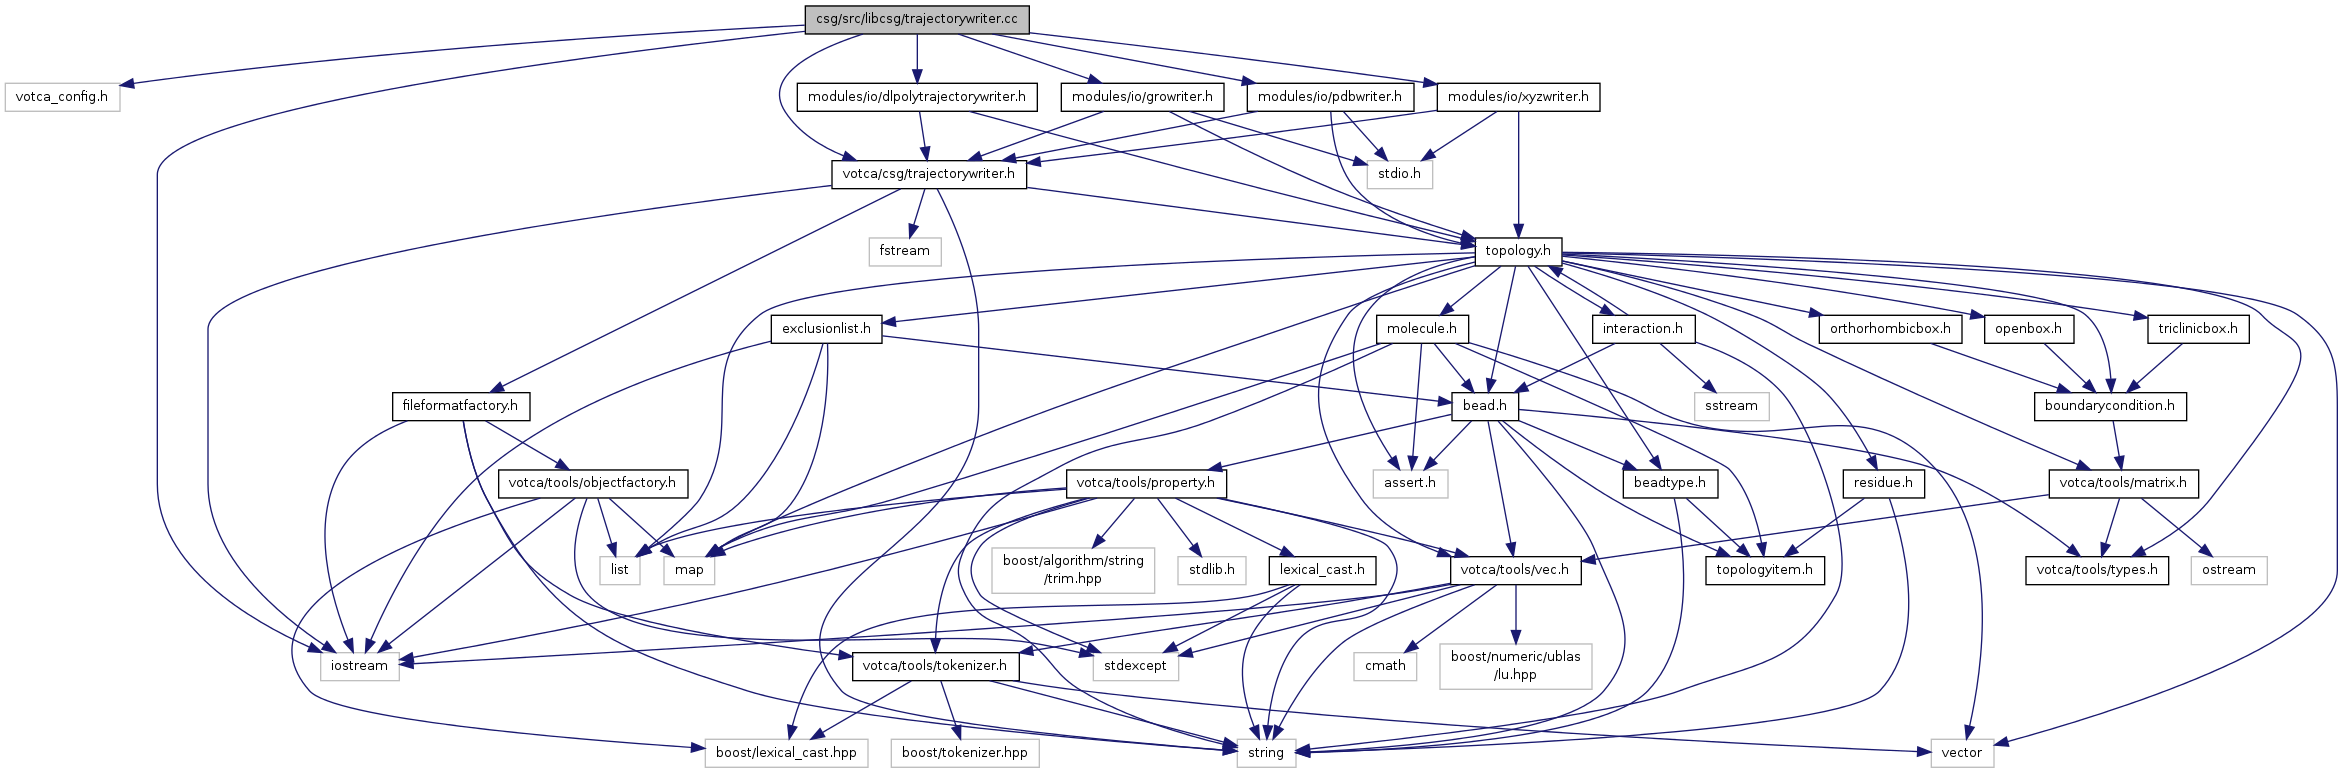 csg/src/libcsg/trajectorywriter.cc
votca_config.h
modules/io/dlpolytrajectorywriter.h
modules/io/growriter.h
modules/io/pdbwriter.h
modules/io/xyzwriter.h
votca/csg/trajectorywriter.h
stdio.h
fstream
topology.h
exclusionlist.h
molecule.h
interaction.h
orthorhombicbox.h
openbox.h
triclinicbox.h
fileformatfactory.h
bead.h
sstream
boundarycondition.h
votca/tools/objectfactory.h
votca/tools/property.h
assert.h
beadtype.h
residue.h
votca/tools/matrix.h
list
map
boost/algorithm/string
/trim.hpp
stdlib.h
lexical_cast.h
votca/tools/vec.h
topologyitem.h
votca/tools/types.h
ostream
iostream
votca/tools/tokenizer.h
stdexcept
cmath
boost/numeric/ublas
/lu.hpp
boost/lexical_cast.hpp
boost/tokenizer.hpp
string
vector